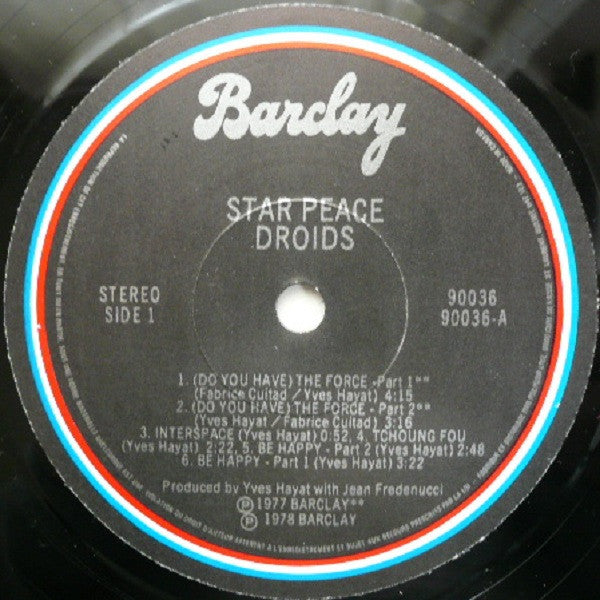 Barclay
STAR PEACE
DROIDS
STEREO
SIDE 1
90036
90036-A
1. (DO YOU HAVE) THE FORCE - Part 1**
(Fabrice Cuitad / Yves Hayat) 4:15
2. (DO YOU HAVE) THE FORCE - Part 2**
(Yves Hayat / Fabrice Cuitad) 3:16
3. INTERSPACE (Yves Hayat) 0:52, 4. TCHOUNG FOU
(Yves Hayat) 2:22, 5. BE HAPPY - Part 2 (Yves Hayat) 2:48
6. BE HAPPY - Part 1 (Yves Hayat) 3:22
Produced by Yves Hayat with Jean Fredenucci
Ⓟ 1977 BARCLAY**
Ⓟ 1978 BARCLAY